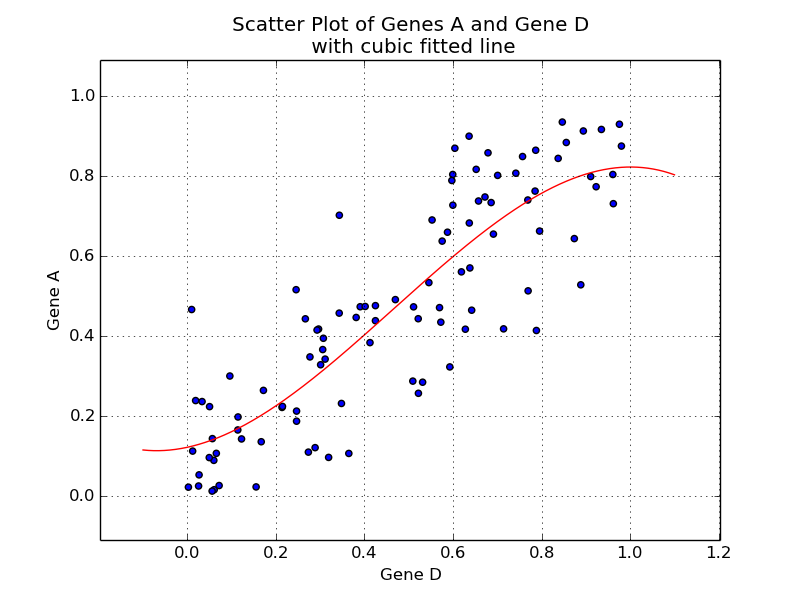 Scatter Plot of Genes A and Gene D
with cubic fitted line
1.0
0.8
0.6
0.4
0.2
0.0
Gene A
0.0 0.2 0.4 0.6 0.8 1.0 1.2
Gene D